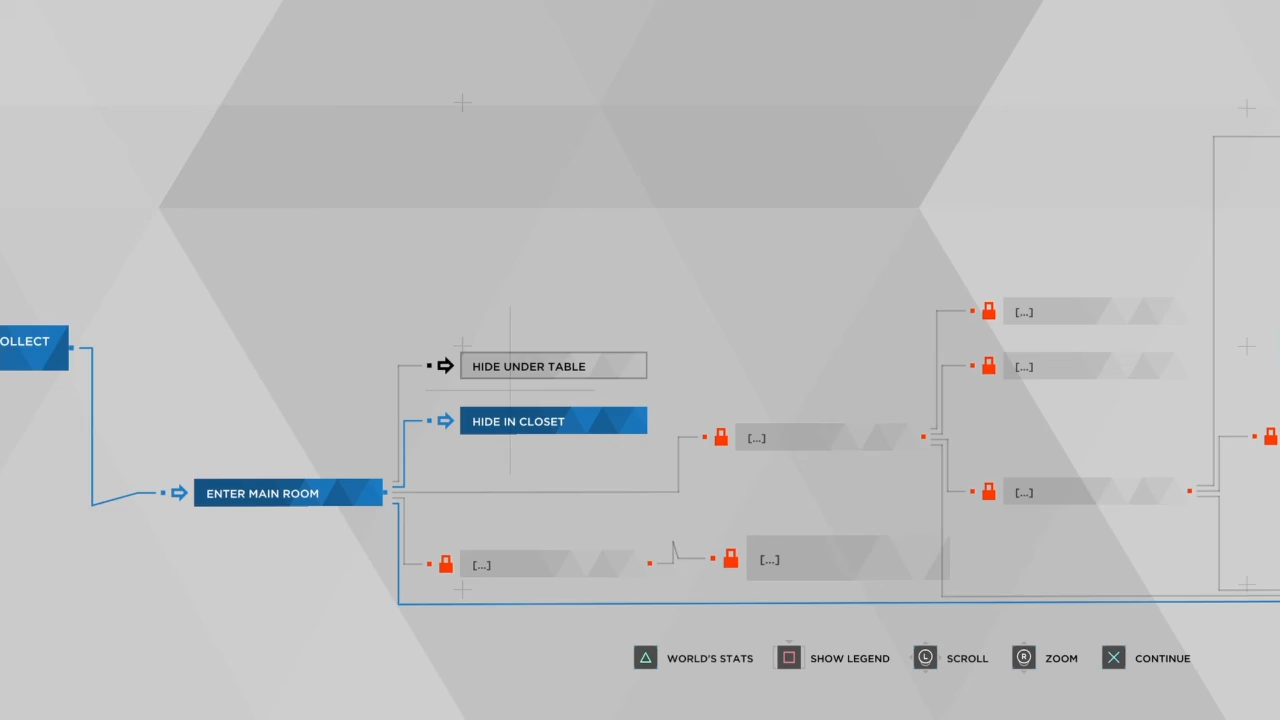 OLLECT
HIDE UNDER TABLE
HIDE IN CLOSET
ENTER MAIN ROOM
[...]
[...]
[...]
[...]
[...]
[...]
WORLD'S STATS
SHOW LEGEND
L
SCROLL
R
ZOOM
CONTINUE